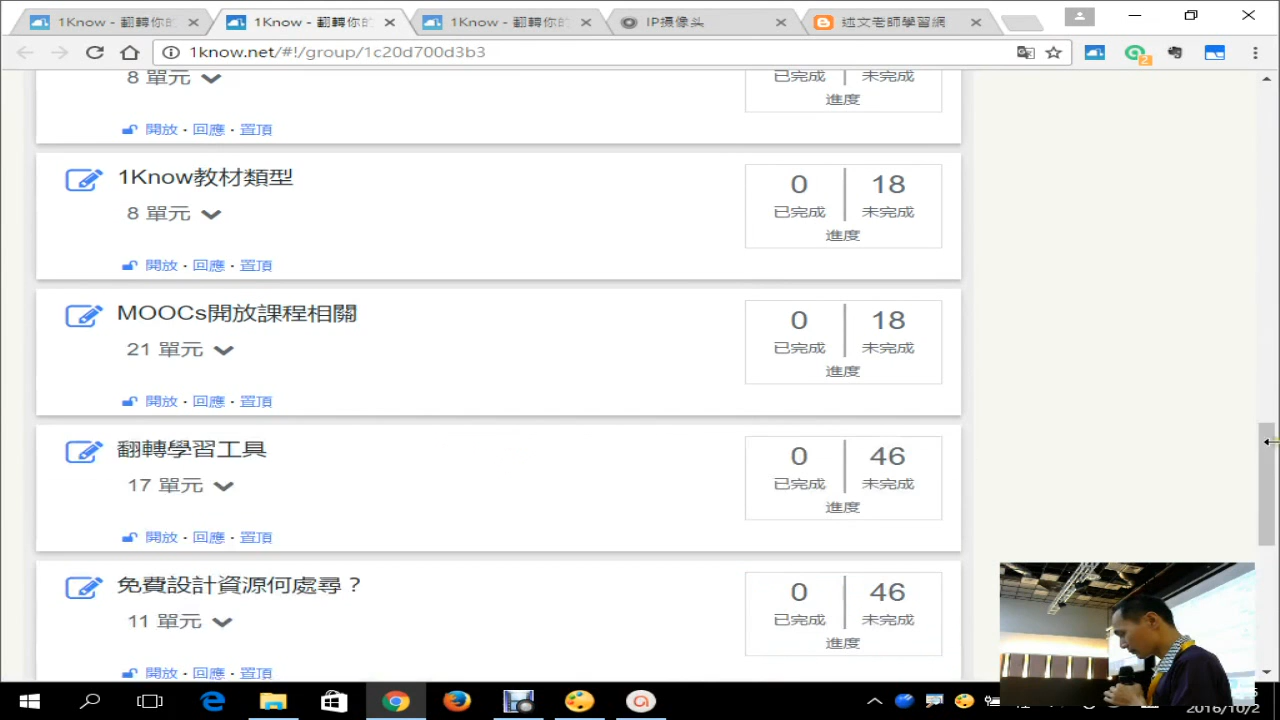 1Know - 翻轉你的
1Know - 翻轉你的
1Know - 翻轉你的
IP摄像头
述文老師學習網
1know.net/#!/group/1c20d700d3b3
2
8 單元
已完成 未完成
進度
開放 · 回應 · 置頂
1Know教材類型
8 單元
0 18
已完成 未完成
進度
開放 · 回應 · 置頂
MOOCs開放課程相關
21 單元
0 18
已完成 未完成
進度
開放 · 回應 · 置頂
翻轉學習工具
17 單元
0 46
已完成 未完成
進度
開放 · 回應 · 置頂
免費設計資源何處尋？
11 單元
0 46
已完成 未完成
進度
開放 · 回應 · 置頂
2016/10/2